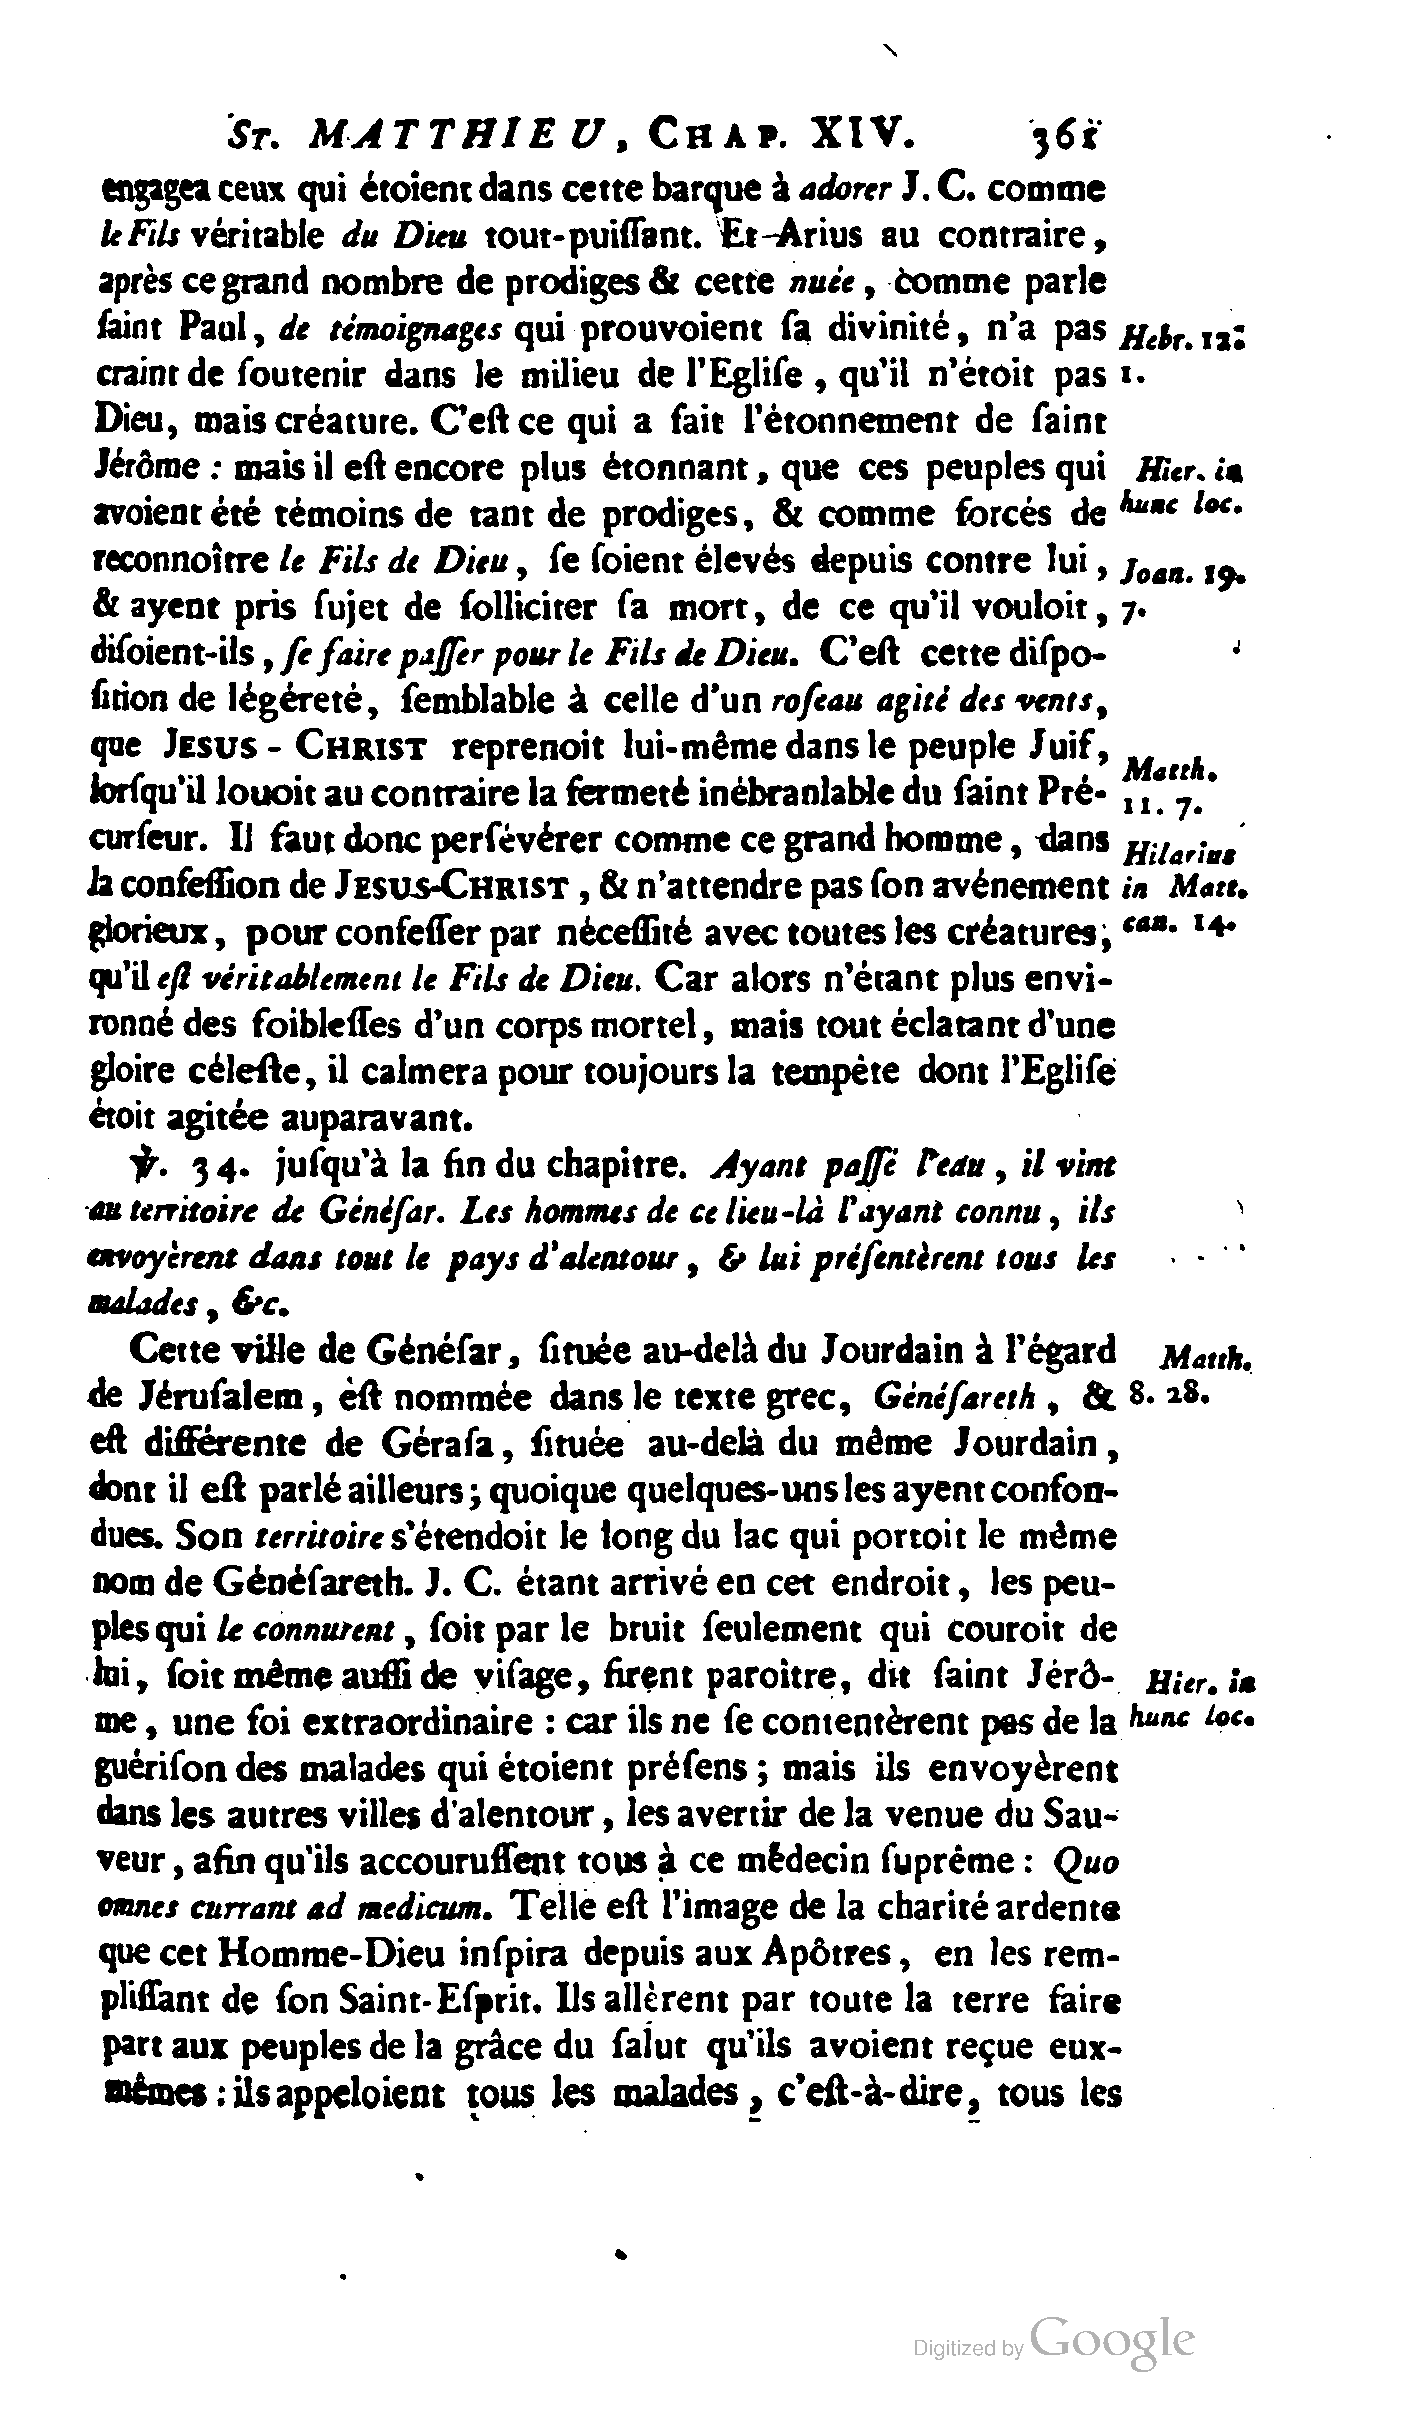 St. MATTHIEU, CHAP. XIV. 361
engagea ceux qui étoient dans cette barque à adorer J. C. comme
le Fils véritable du Dieu tout-puiſſant. Et Arius au contraire,
après ce grand nombre de prodiges & cette nuée, comme parle
ſaint Paul, de témoignages qui prouvoient ſa divinité, n'a pas
Hebr. 12.
craint de ſoutenir dans le milieu de l'Egliſe, qu'il n'étoit pas
1.
Dieu, mais créature. C'eſt ce qui a fait l'étonnement de ſaint
Jérôme : mais il eſt encore plus étonnant, que ces peuples qui
Hier. in
avoient été témoins de tant de prodiges, & comme forcés de
hunc loc.
reconnoître le Fils de Dieu, ſe ſoient élevés depuis contre lui,
Joan. 19.
& ayent pris ſujet de ſolliciter ſa mort, de ce qu'il vouloit,
7.
diſoient-ils, ſe faire paſſer pour le Fils de Dieu. C'eſt cette diſpo-
ſition de légéreté, ſemblable à celle d'un roſeau agité des vents,
que JESUS-CHRIST reprenoit lui-même dans le peuple Juif,
Matth.
lorſqu'il louoit au contraire la fermeté inébranlable du ſaint Pré-
11. 7.
curſeur. Il faut donc perſévérer comme ce grand homme, dans
Hilarius
la confeſſion de JESUS-CHRIST, & n'attendre pas ſon avénement
in Matt.
glorieux, pour confeſſer par néceſſité avec toutes les créatures,
can. 14.
qu'il eſt véritablement le Fils de Dieu. Car alors n'étant plus envi-
ronné des foibleſſes d'un corps mortel, mais tout éclatant d'une
gloire céleſte, il calmera pour toujours la tempête dont l'Egliſe
étoit agitée auparavant.
℣. 34. juſqu'à la fin du chapitre. Ayant paſſé l'eau, il vint
au territoire de Généſar. Les hommes de ce lieu-là l'ayant connu, ils
envoyèrent dans tout le pays d'alentour, & lui préſentèrent tous les
malades, &c.
Cette ville de Généſar, ſituée au-delà du Jourdain à l'égard
Matth.
de Jéruſalem, eſt nommée dans le texte grec, Généſareth, &
8. 28.
eſt différente de Géraſa, ſituée au-delà du même Jourdain,
dont il eſt parlé ailleurs; quoique quelques-uns les ayent confon-
dues. Son territoire s'étendoit le long du lac qui portoit le même
nom de Généſareth. J. C. étant arrivé en cet endroit, les peu-
ples qui le connurent, ſoit par le bruit ſeulement qui couroit de
lui, ſoit même auſſi de viſage, firent paroître, dit ſaint Jérô-
Hier. in
me, une foi extraordinaire : car ils ne ſe contentèrent pas de la
hunc loc.
guériſon des malades qui étoient préſens; mais ils envoyèrent
dans les autres villes d'alentour, les avertir de la venue du Sau-
veur, afin qu'ils accouruſſent tous à ce médecin ſuprême : Quo
omnes currant ad medicum. Telle eſt l'image de la charité ardente
que cet Homme-Dieu inſpira depuis aux Apôtres, en les rem-
pliſſant de ſon Saint-Eſprit. Ils allèrent par toute la terre faire
part aux peuples de la grâce du ſalut qu'ils avoient reçue eux-
mêmes : ils appeloient tous les malades, c'eſt-à-dire, tous les
Digitized by Google